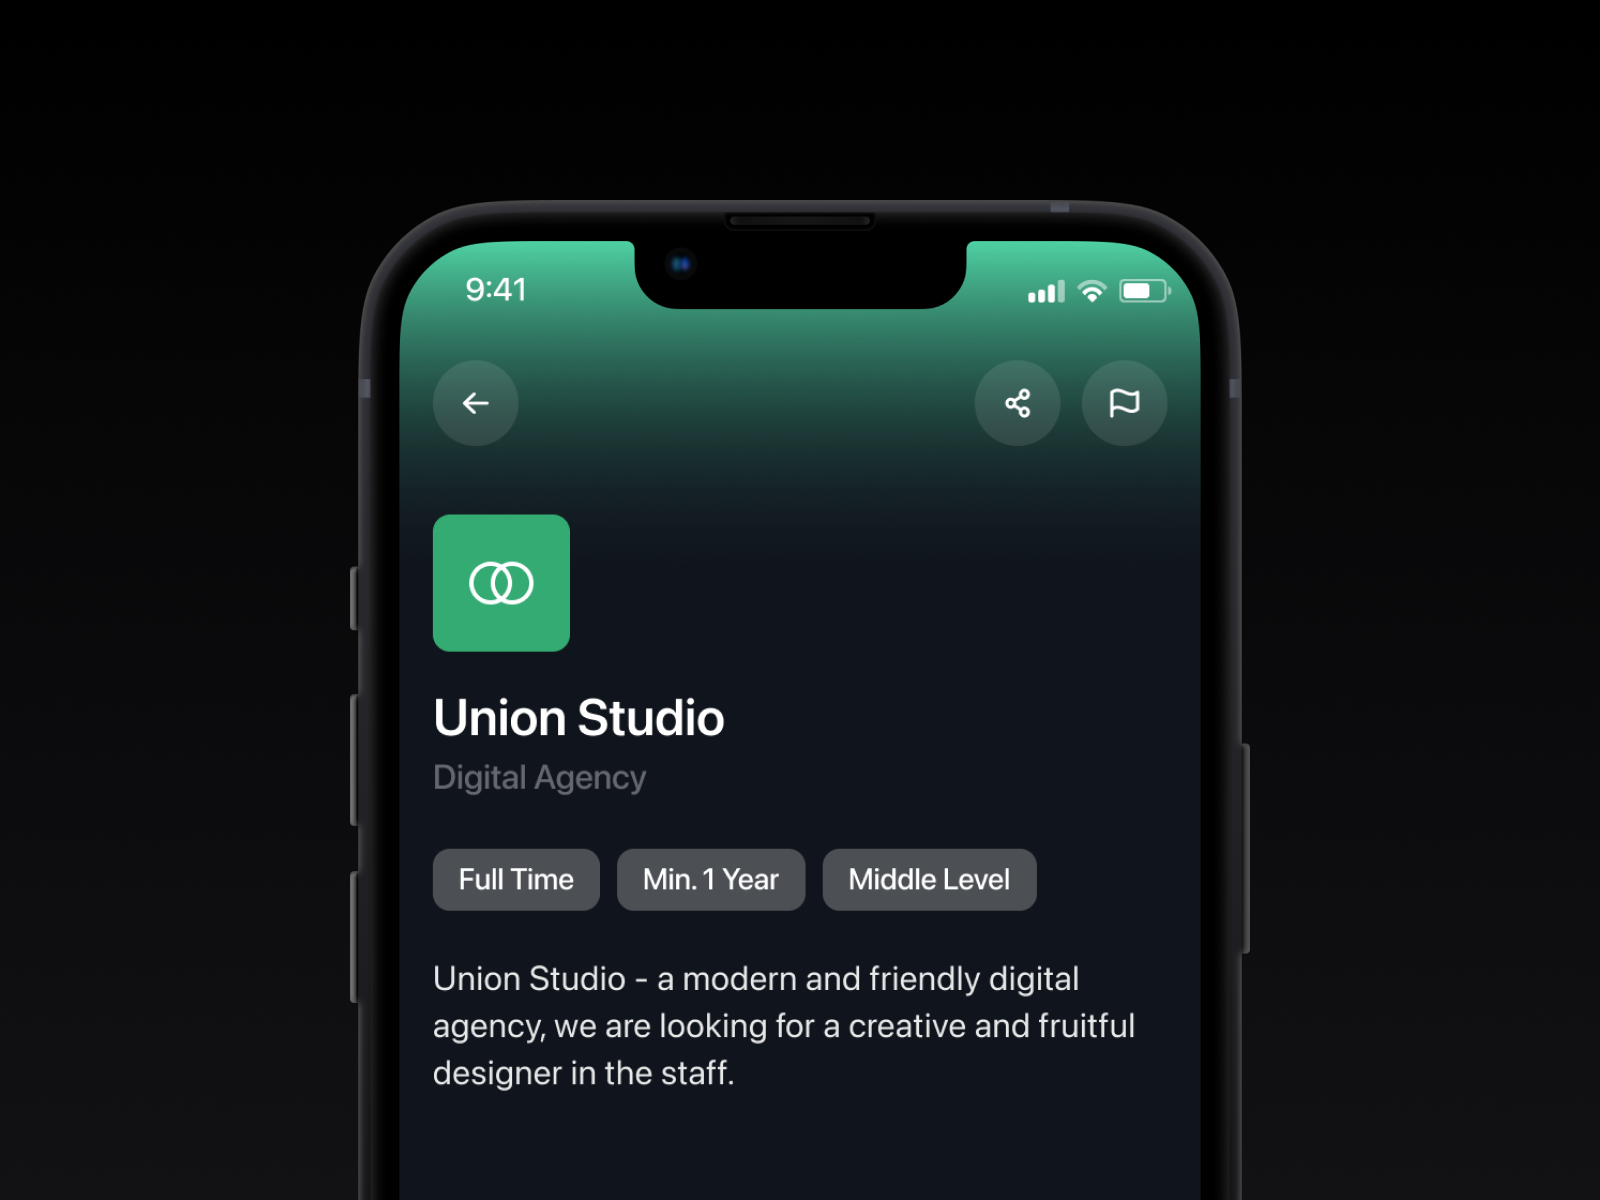 9:41
Union Studio
Digital Agency
Full Time
Min. 1 Year
Middle Level
Union Studio - a modern and friendly digital
agency, we are looking for a creative and fruitful
designer in the staff.